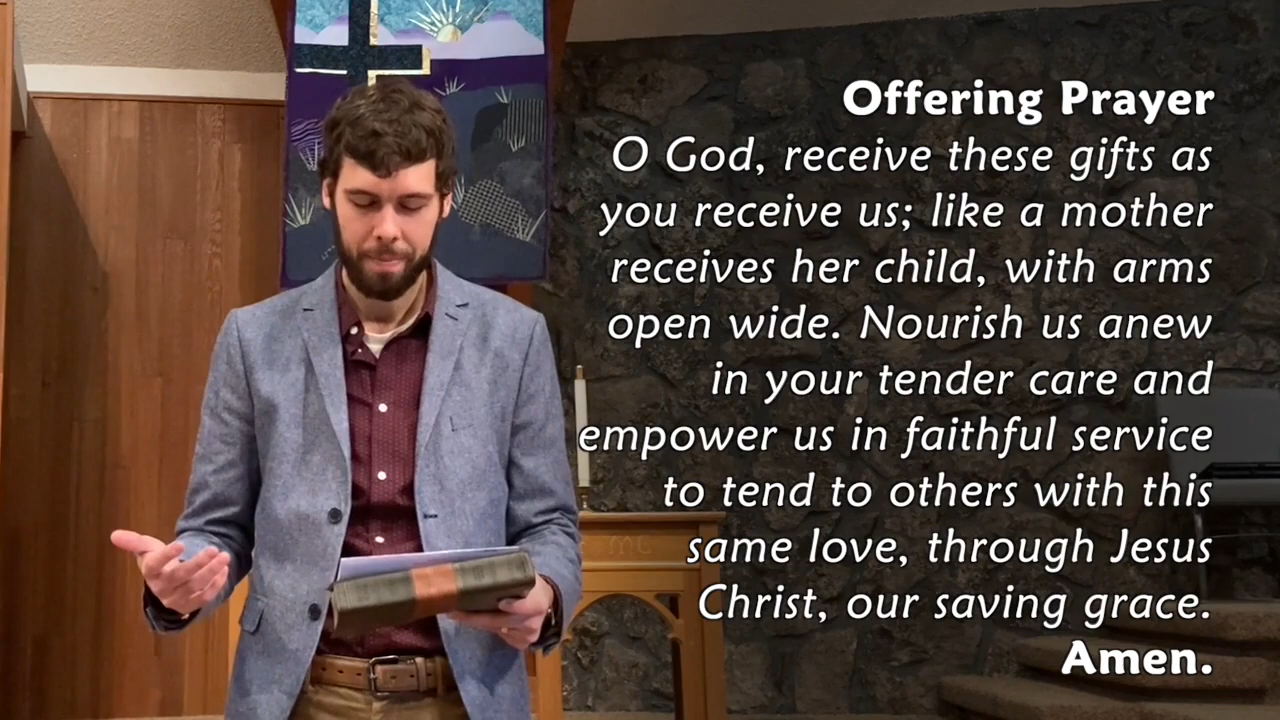 Offering Prayer
O God, receive these gifts as
you receive us; like a mother
receives her child, with arms
open wide. Nourish us anew
in your tender care and
empower us in faithful service
to tend to others with this
same love, through Jesus
Christ, our saving grace.
Amen.